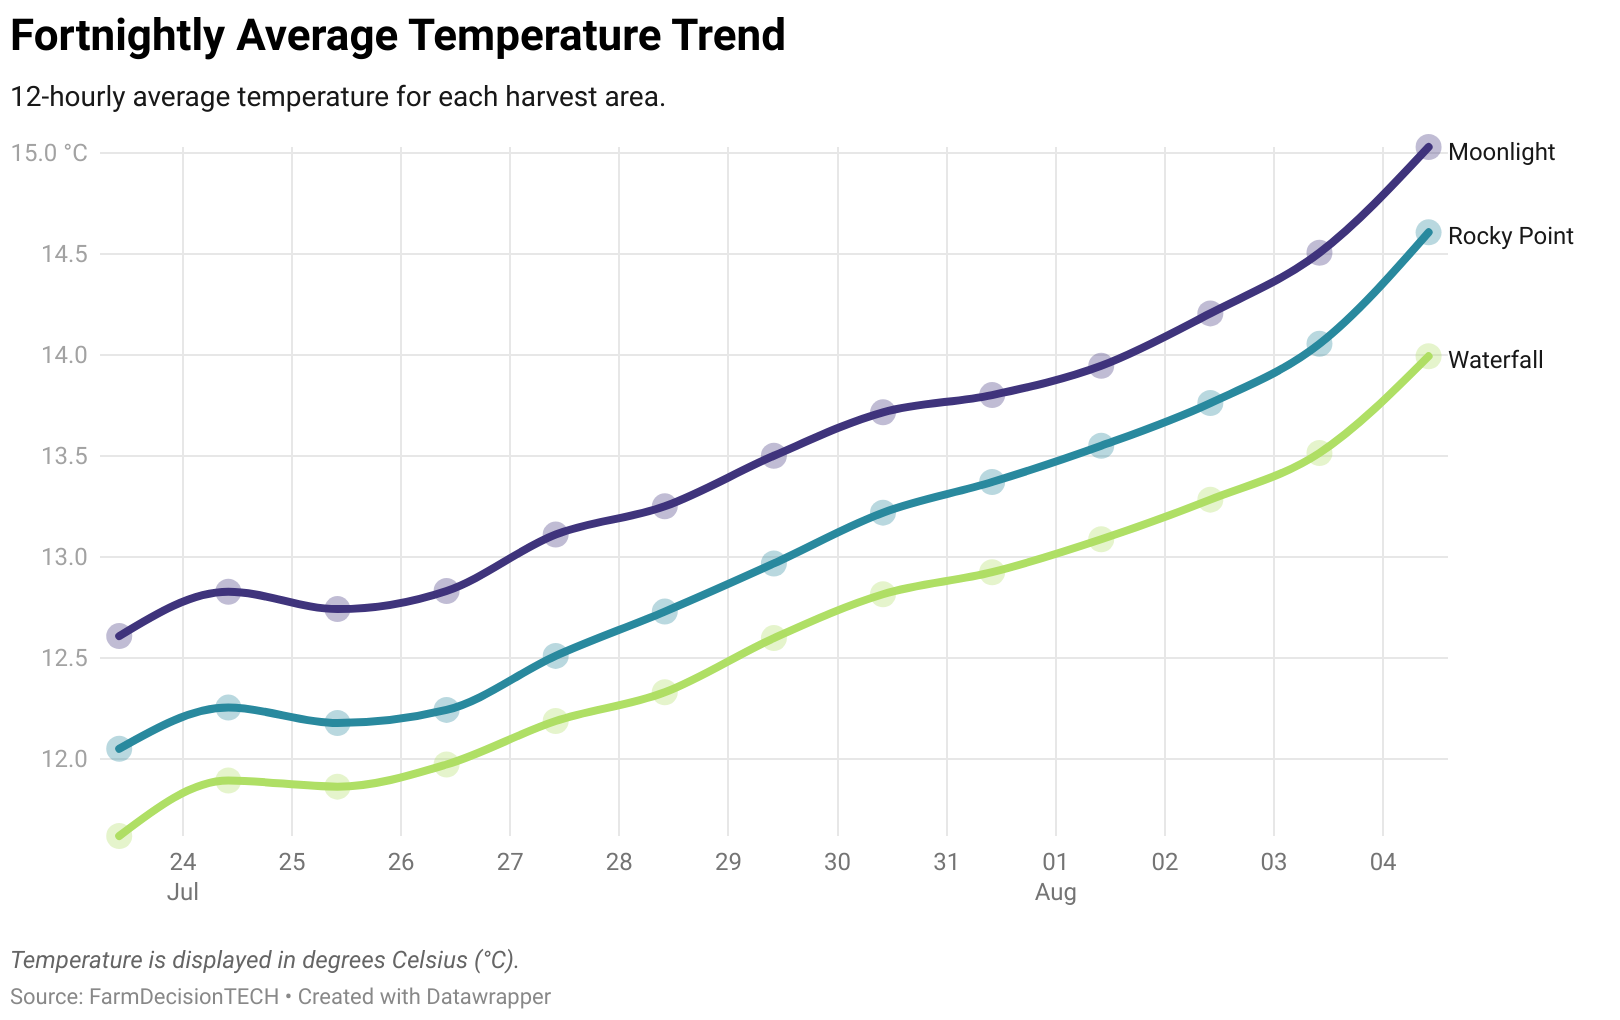 Fortnightly Average Temperature Trend
12-hourly average temperature for each harvest area.
15.0 °C
14.5
14.0
13.5
13.0
12.5
12.0
Moonlight
Rocky Point
Waterfall
24 25 26 27 28 29 30 31 01 02 03 04
Jul Aug
Temperature is displayed in degrees Celsius (°C).
Source: FarmDecisionTECH • Created with Datawrapper